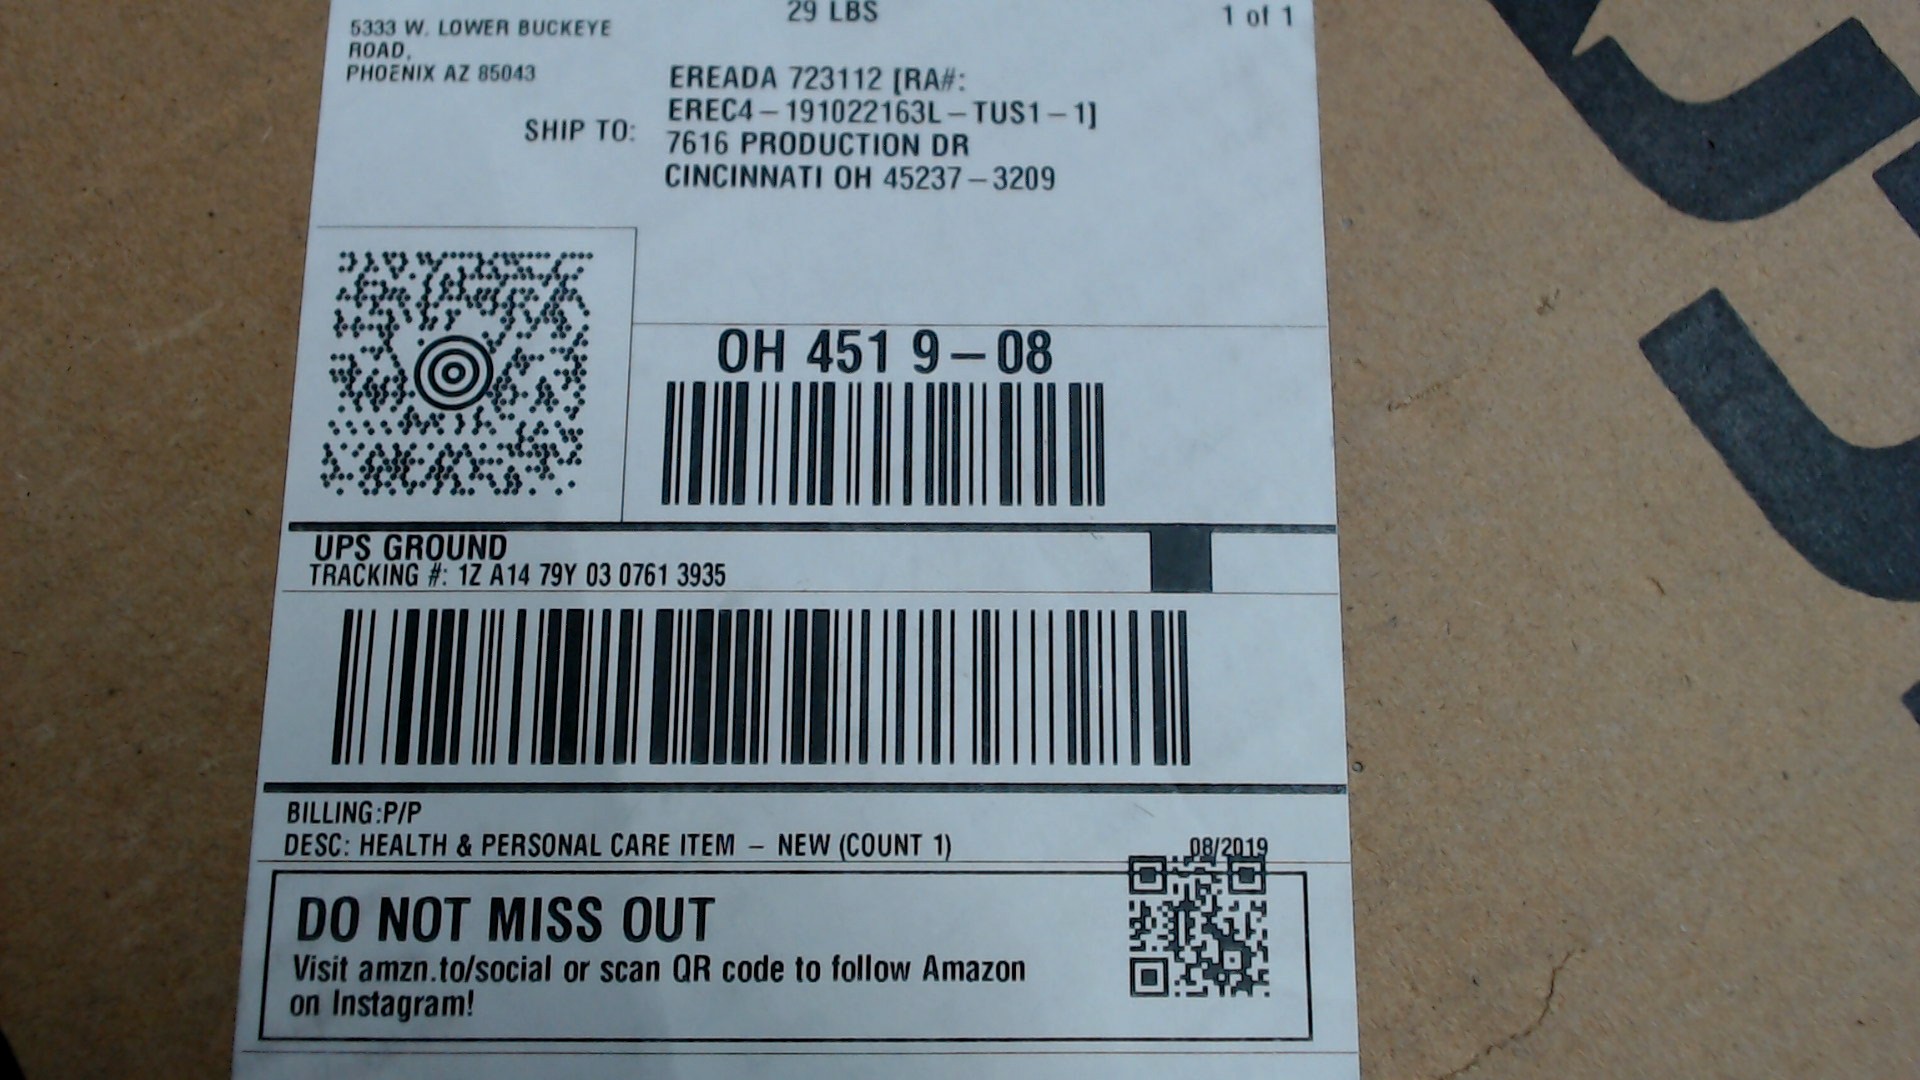 5333 W. LOWER BUCKEYE
ROAD,
PHOENIX AZ 85043
29 LBS
1 of 1
SHIP TO:
EREADA 723112 [RA#:
EREC4-191022163L-TUS1-1]
7616 PRODUCTION DR
CINCINNATI OH 45237-3209
OH 451 9-08
UPS GROUND
TRACKING #: 1Z A14 79Y 03 0761 3935
BILLING:P/P
DESC: HEALTH & PERSONAL CARE ITEM - NEW (COUNT 1)
08/2019
DO NOT MISS OUT
Visit amzn.to/social or scan QR code to follow Amazon
on Instagram!